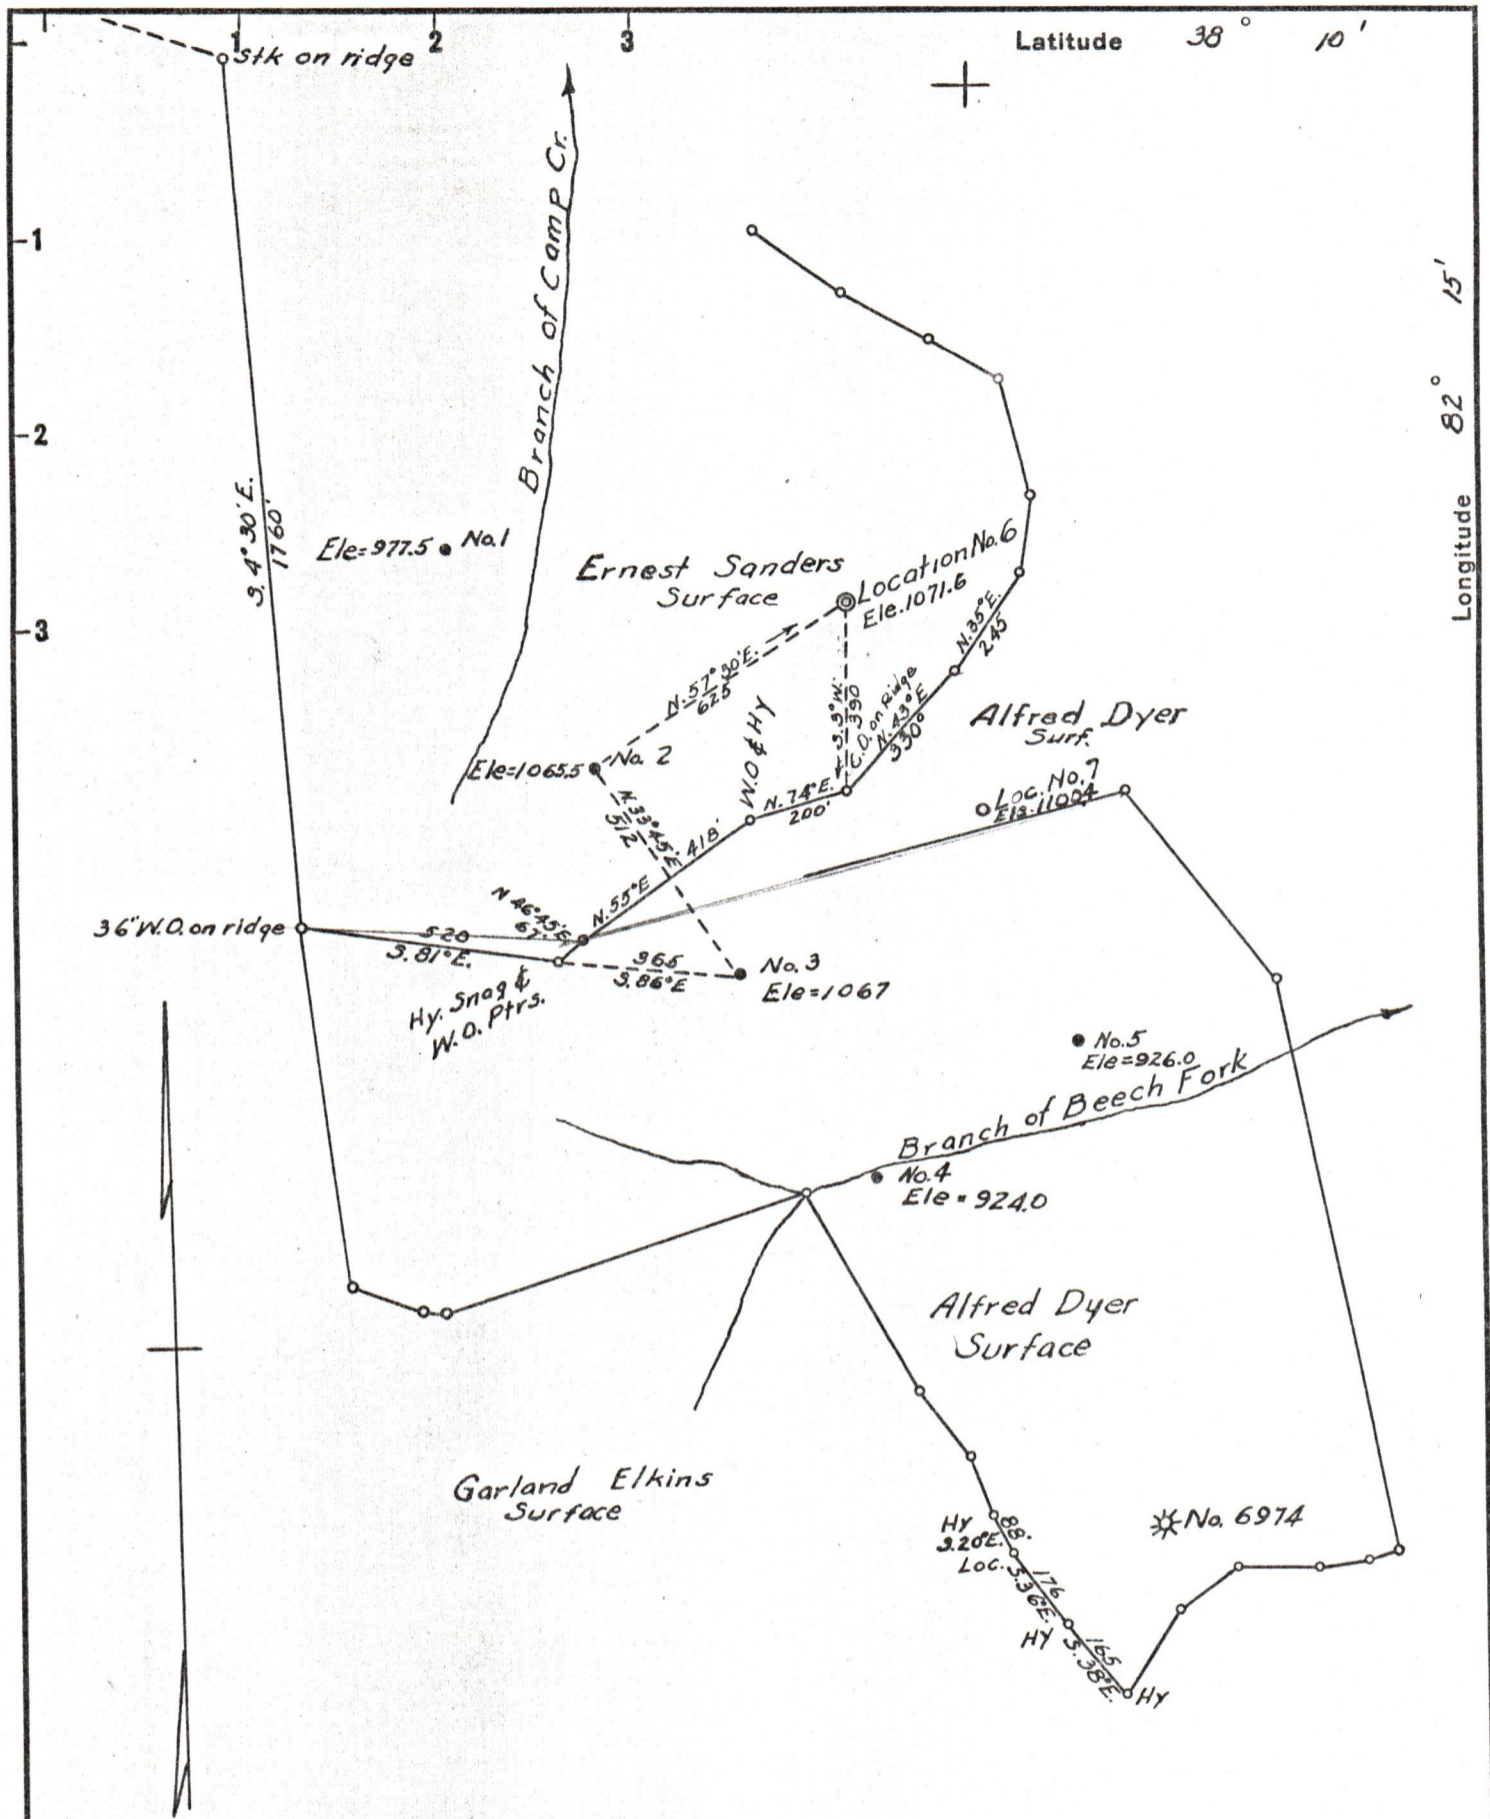 1 2 3
Latitude 38° 10'
Stk on ridge
Branch of Camp Cr.
-1
15'
-2
82°
Longitude
S.4°30'E.
1760'
Ele=977.5 No.1
Ernest Sanders
Surface
Location No.6
Ele.1071.6
-3
N.35°E.
245
N.57°30'E.
625
S.3°W.
390
C.O. on Ridge
N.43°E
330°
W.O & HY
Alfred Dyer
Surf.
Ele=1065.5 No. 2
N.33°45'E.
512
N.74°E.
200'
Loc. No.7
Ele.1100.4
418'
N.55°E
N 46°45'E.
67.
36"W.O. on ridge
520
S.81°E.
365
S.86°E
No.3
Ele=1067
Hy. Snag &
W.O. Ptrs.
No.5
Ele=926.0
Branch of Beech Fork
No.4
Ele=924.0
Alfred Dyer
Surface
Garland Elkins
Surface
HY
S.20°E.
88.
LOC.
176
S.36°E.
HY
165
S.38°E.
HY
No. 6974